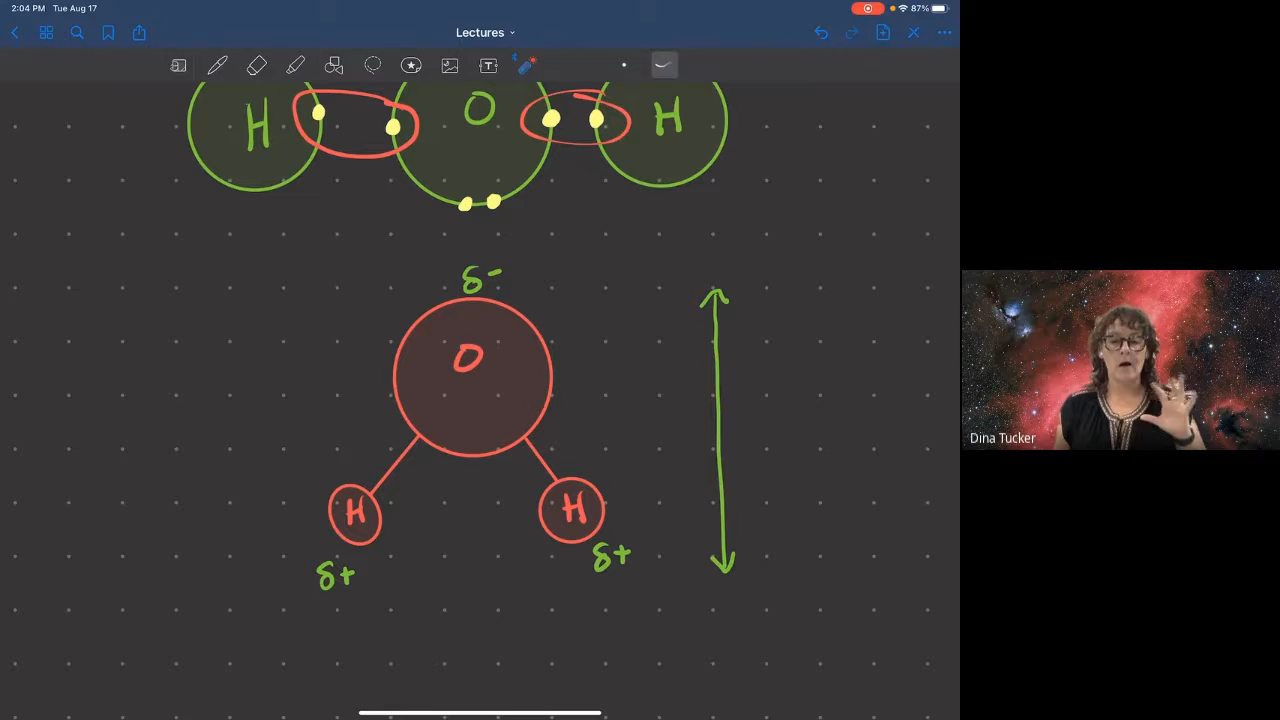 2:04 PM Tue Aug 17
87%
Lectures
T
H O H
δ-
O
H H
δ+ δ+
Dina Tucker